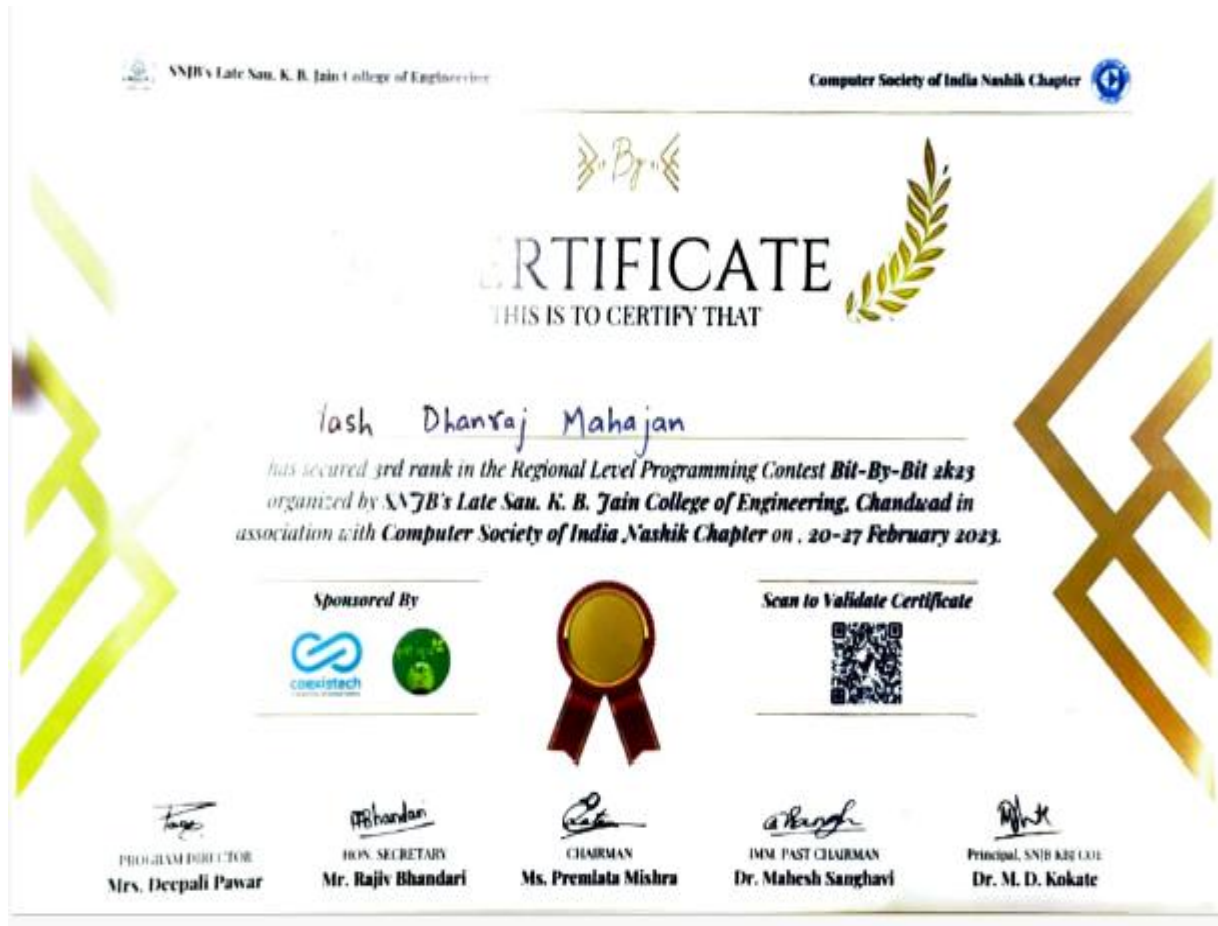 SNJB's Late Sau. K. B. Jain College of Engineering
Computer Society of India Nashik Chapter
By
ERTIFICATE
THIS IS TO CERTIFY THAT
Yash Dhanraj Mahajan
has secured 3rd rank in the Regional Level Programming Contest Bit-By-Bit 2k23
organized by SNJB's Late Sau. K. B. Jain College of Engineering, Chandwad in
association with Computer Society of India Nashik Chapter on , 20-27 February 2023.
Sponsored By
Scan to Validate Certificate
coexistech
PROGRAM DIRECTOR
HON. SECRETARY
CHAIRMAN
IMM. PAST CHAIRMAN
Principal, SNJB KBJ COE
Mrs. Deepali Pawar
Mr. Rajiv Bhandari
Ms. Premlata Mishra
Dr. Mahesh Sanghavi
Dr. M. D. Kokate